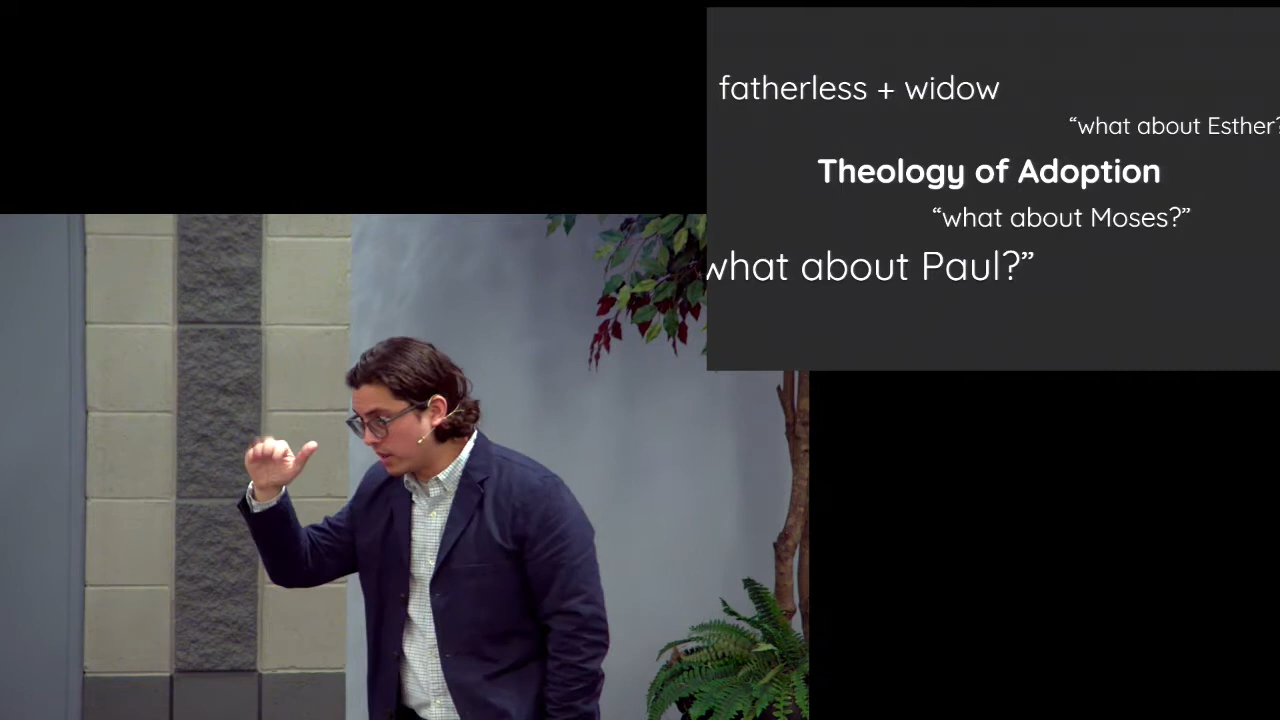 fatherless + widow
“what about Esther?
Theology of Adoption
“what about Moses?”
what about Paul?”